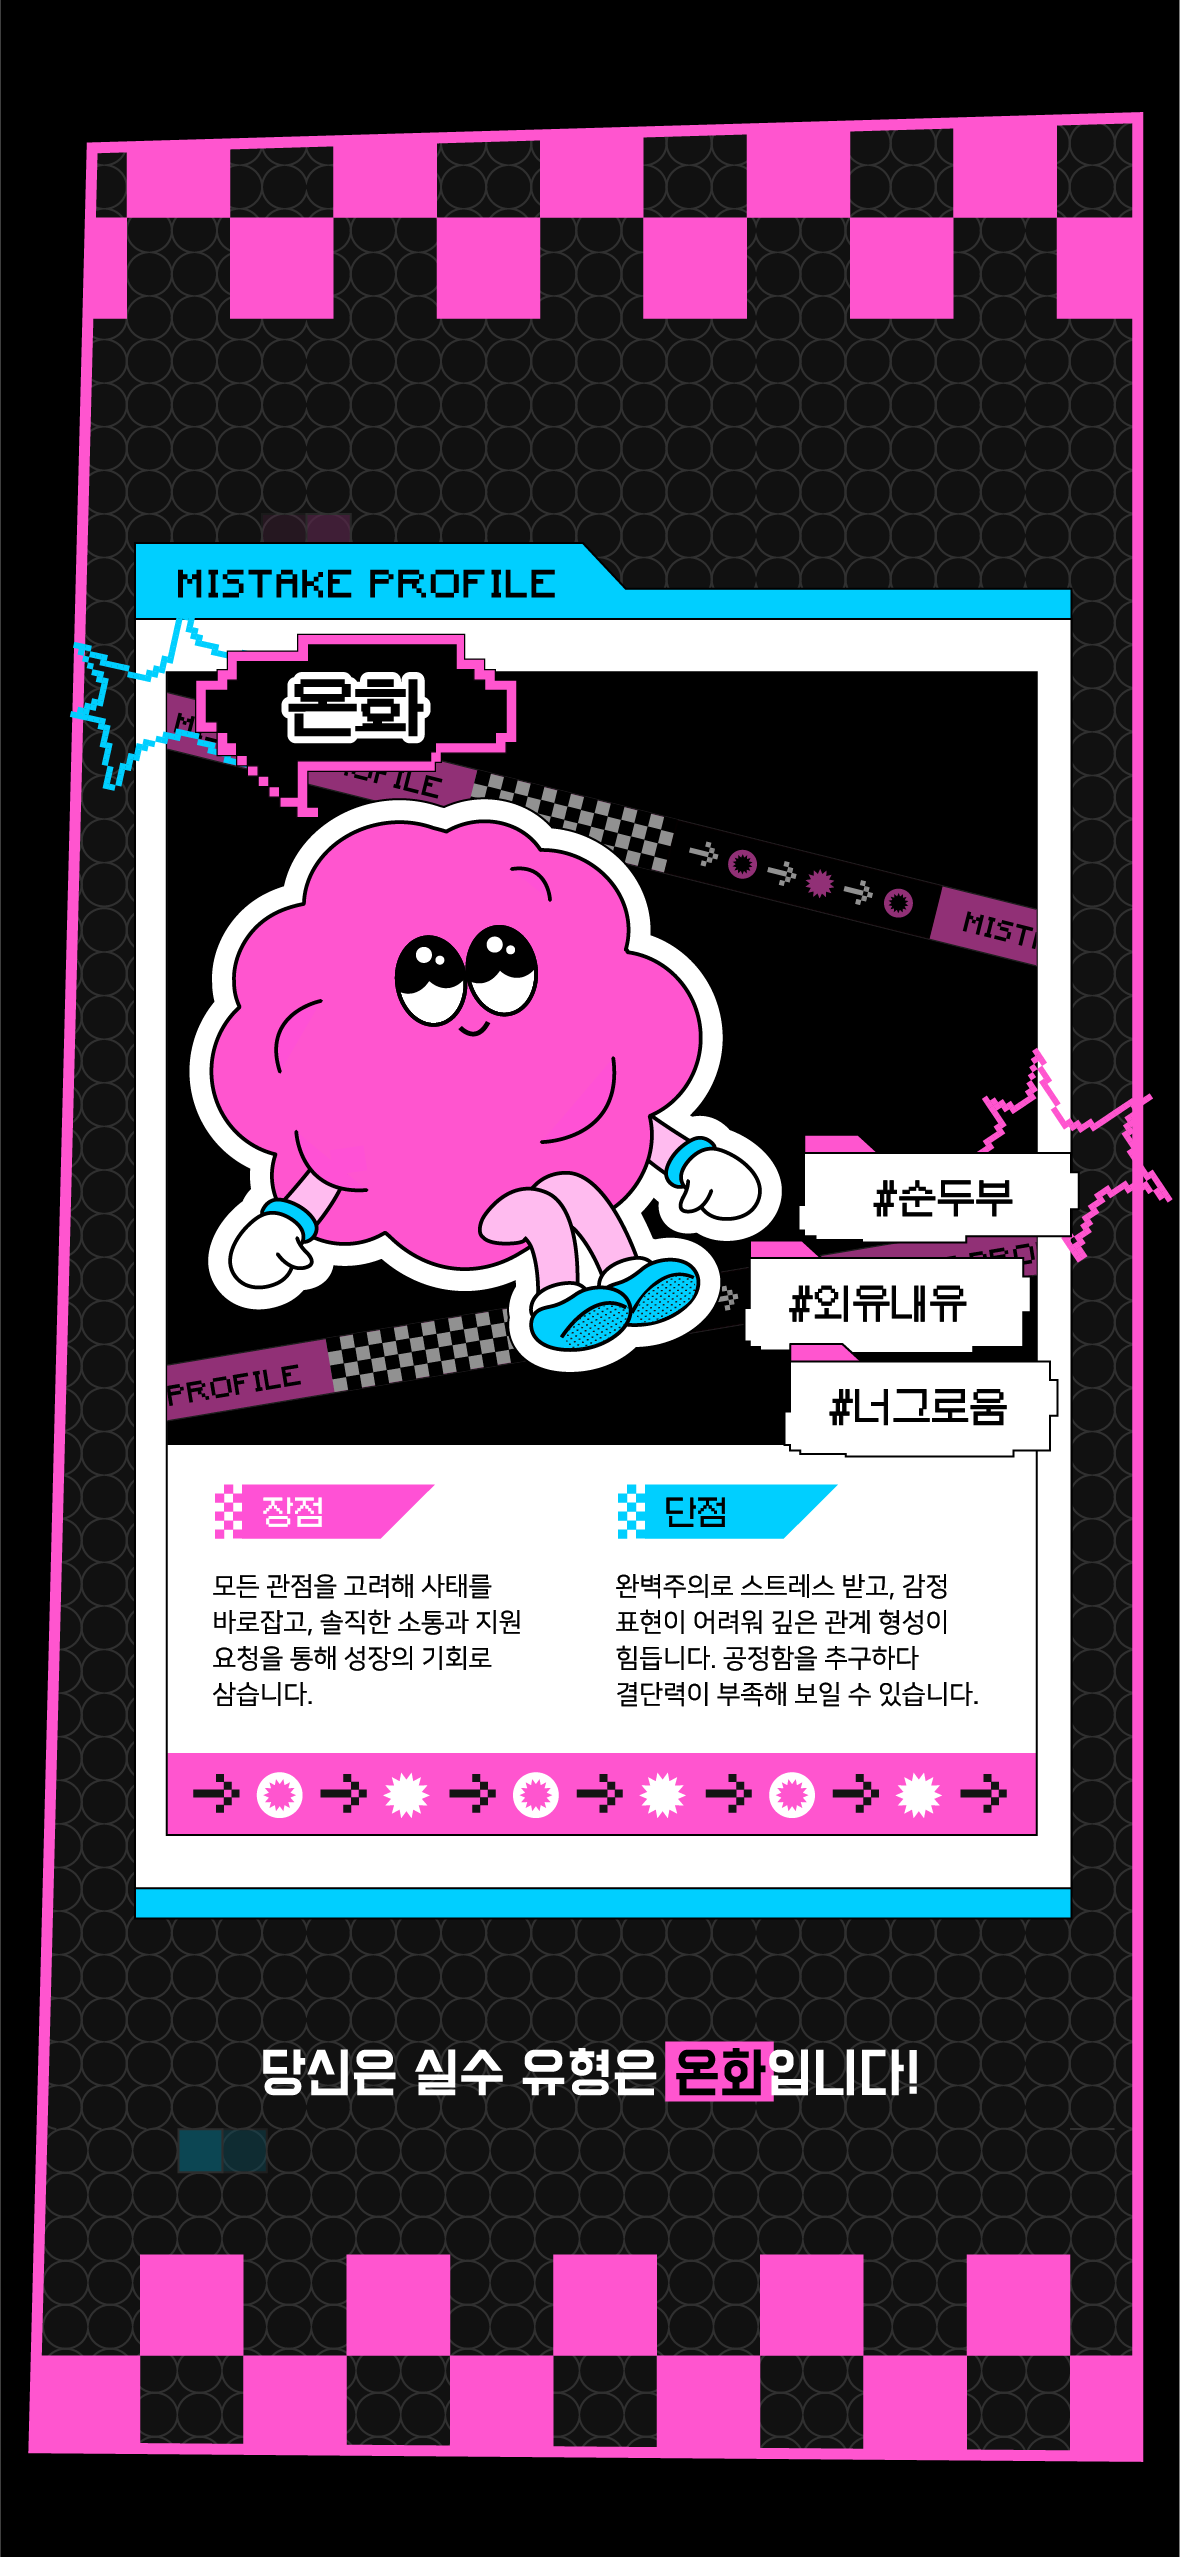 MISTAKE PROFILE
온화
OFILE
MIST
#순두부
PRO
#외유내유
#너그로움
PROFILE
장점
모든 관점을 고려해 사태를
바로잡고, 솔직한 소통과 지원
요청을 통해 성장의 기회로
삼습니다.
단점
완벽주의로 스트레스 받고, 감정
표현이 어려워 깊은 관계 형성이
힘듭니다. 공정함을 추구하다
결단력이 부족해 보일 수 있습니다.
당신은 실수 유형은 온화입니다!